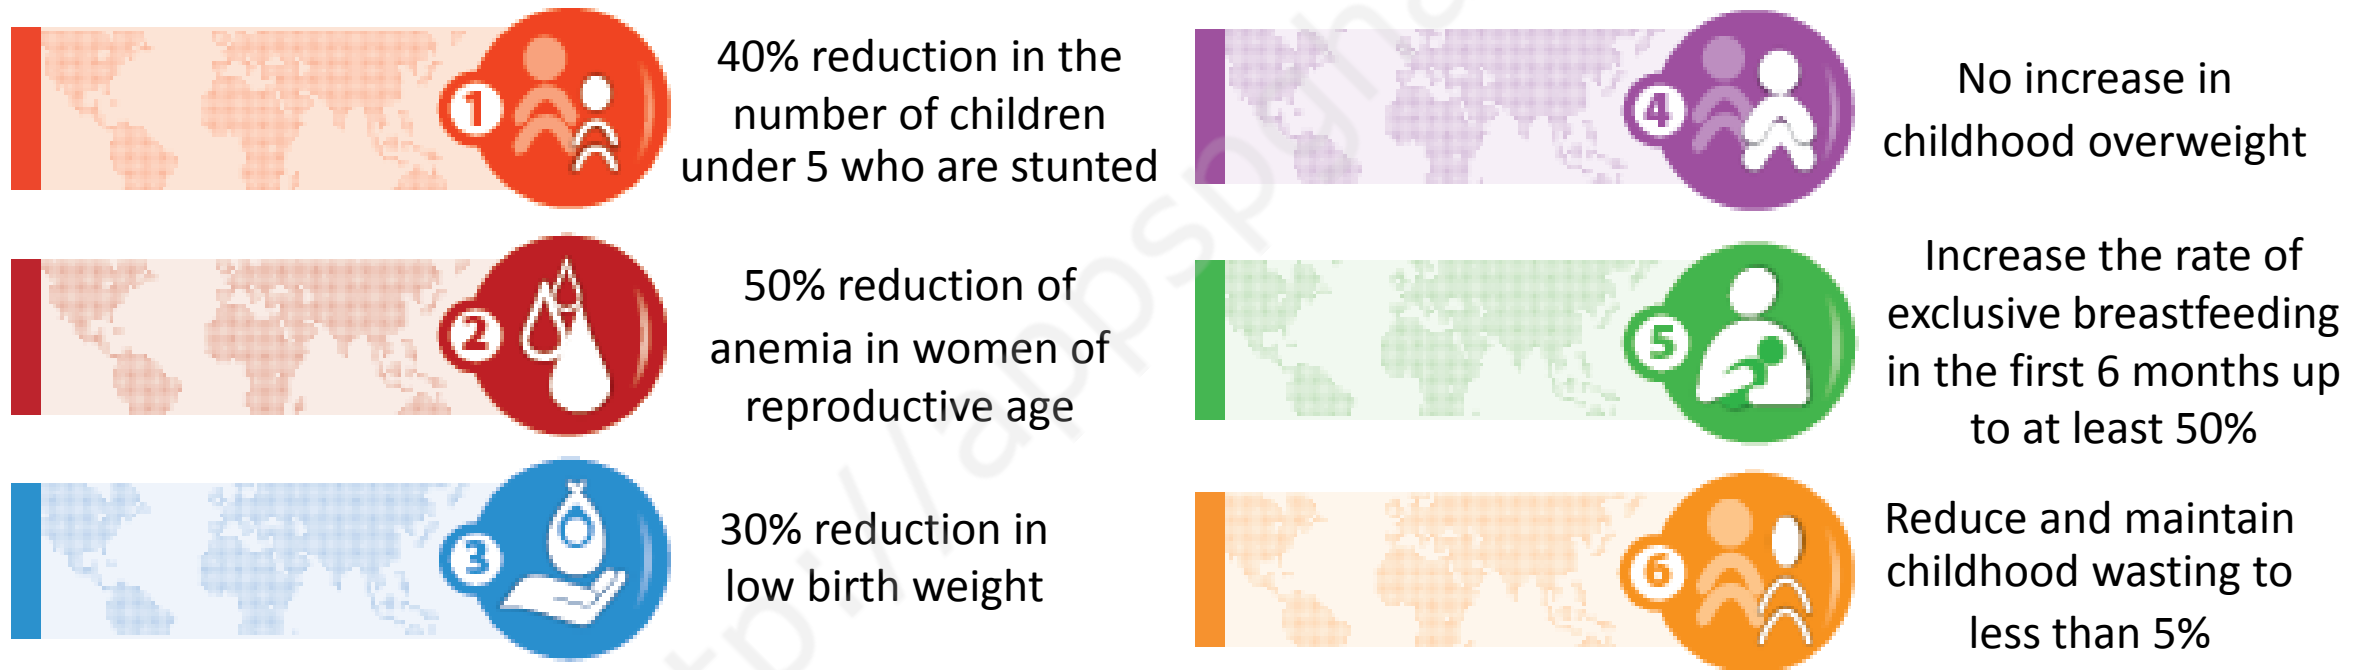 1
40% reduction in the
number of children
under 5 who are stunted
2
50% reduction of
anemia in women of
reproductive age
3
30% reduction in
low birth weight
4
No increase in
childhood overweight
5
Increase the rate of
exclusive breastfeeding
in the first 6 months up
to at least 50%
6
Reduce and maintain
childhood wasting to
less than 5%
tp://appspgha